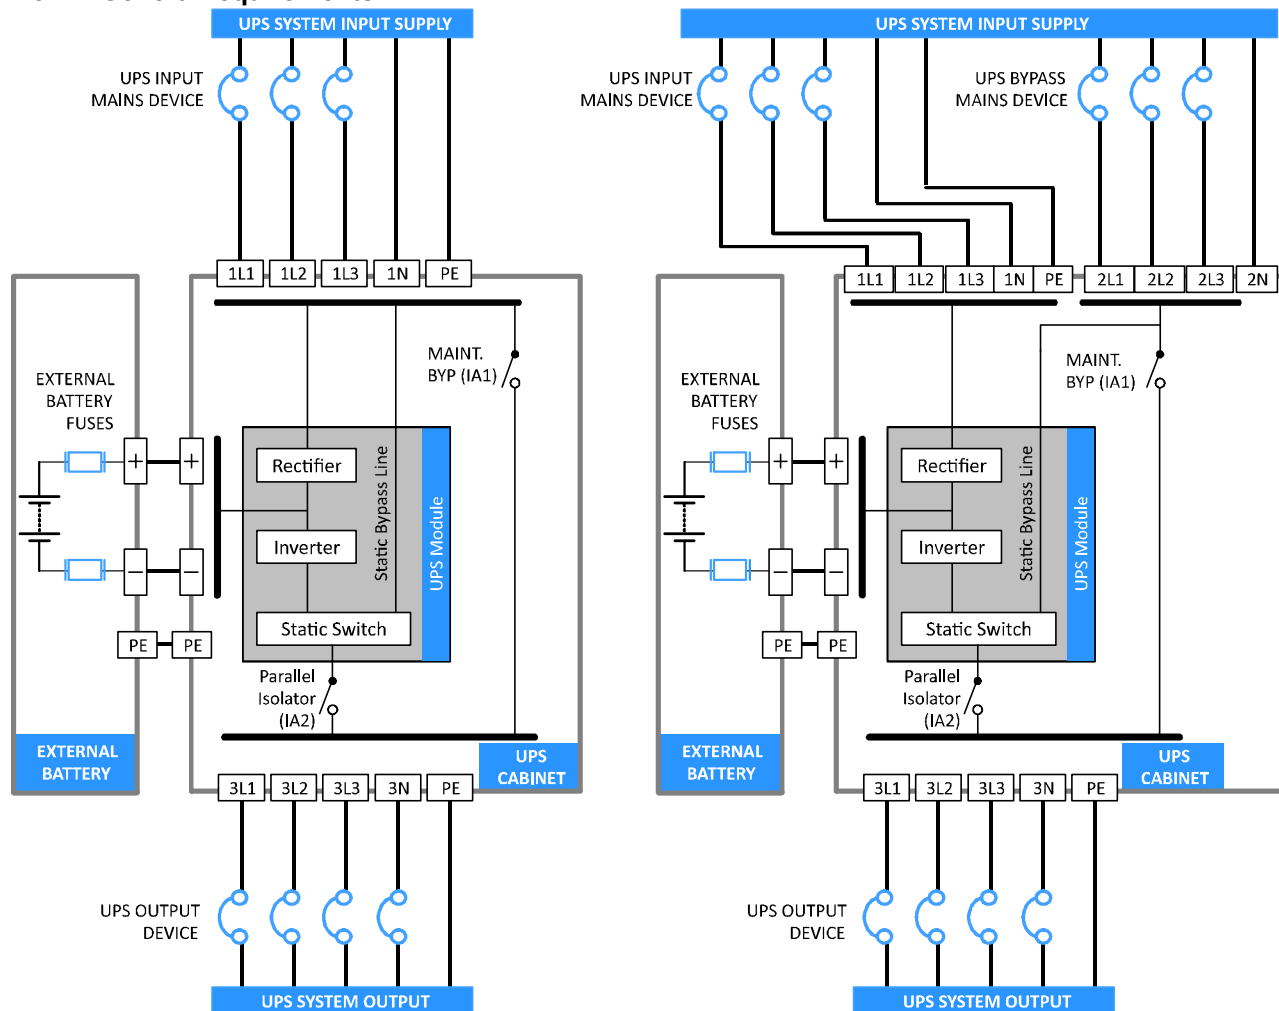 UPS SYSTEM INPUT SUPPLY
UPS INPUT
MAINS DEVICE
1L1
1L2
1L3
1N
PE
MAINT.
BYP (IA1)
EXTERNAL
BATTERY
FUSES
+
+
Rectifier
Static Bypass Line
UPS Module
Inverter
−
−
Static Switch
PE
PE
Parallel
Isolator
(IA2)
EXTERNAL
BATTERY
UPS
CABINET
3L1
3L2
3L3
3N
PE
UPS OUTPUT
DEVICE
UPS SYSTEM OUTPUT
UPS SYSTEM INPUT SUPPLY
UPS INPUT
MAINS DEVICE
UPS BYPASS
MAINS DEVICE
1L1
1L2
1L3
1N
PE
2L1
2L2
2L3
2N
MAINT.
BYP (IA1)
EXTERNAL
BATTERY
FUSES
+
+
Rectifier
Static Bypass Line
UPS Module
Inverter
−
−
Static Switch
PE
PE
Parallel
Isolator
(IA2)
EXTERNAL
BATTERY
UPS
CABINET
3L1
3L2
3L3
3N
PE
UPS OUTPUT
DEVICE
UPS SYSTEM OUTPUT